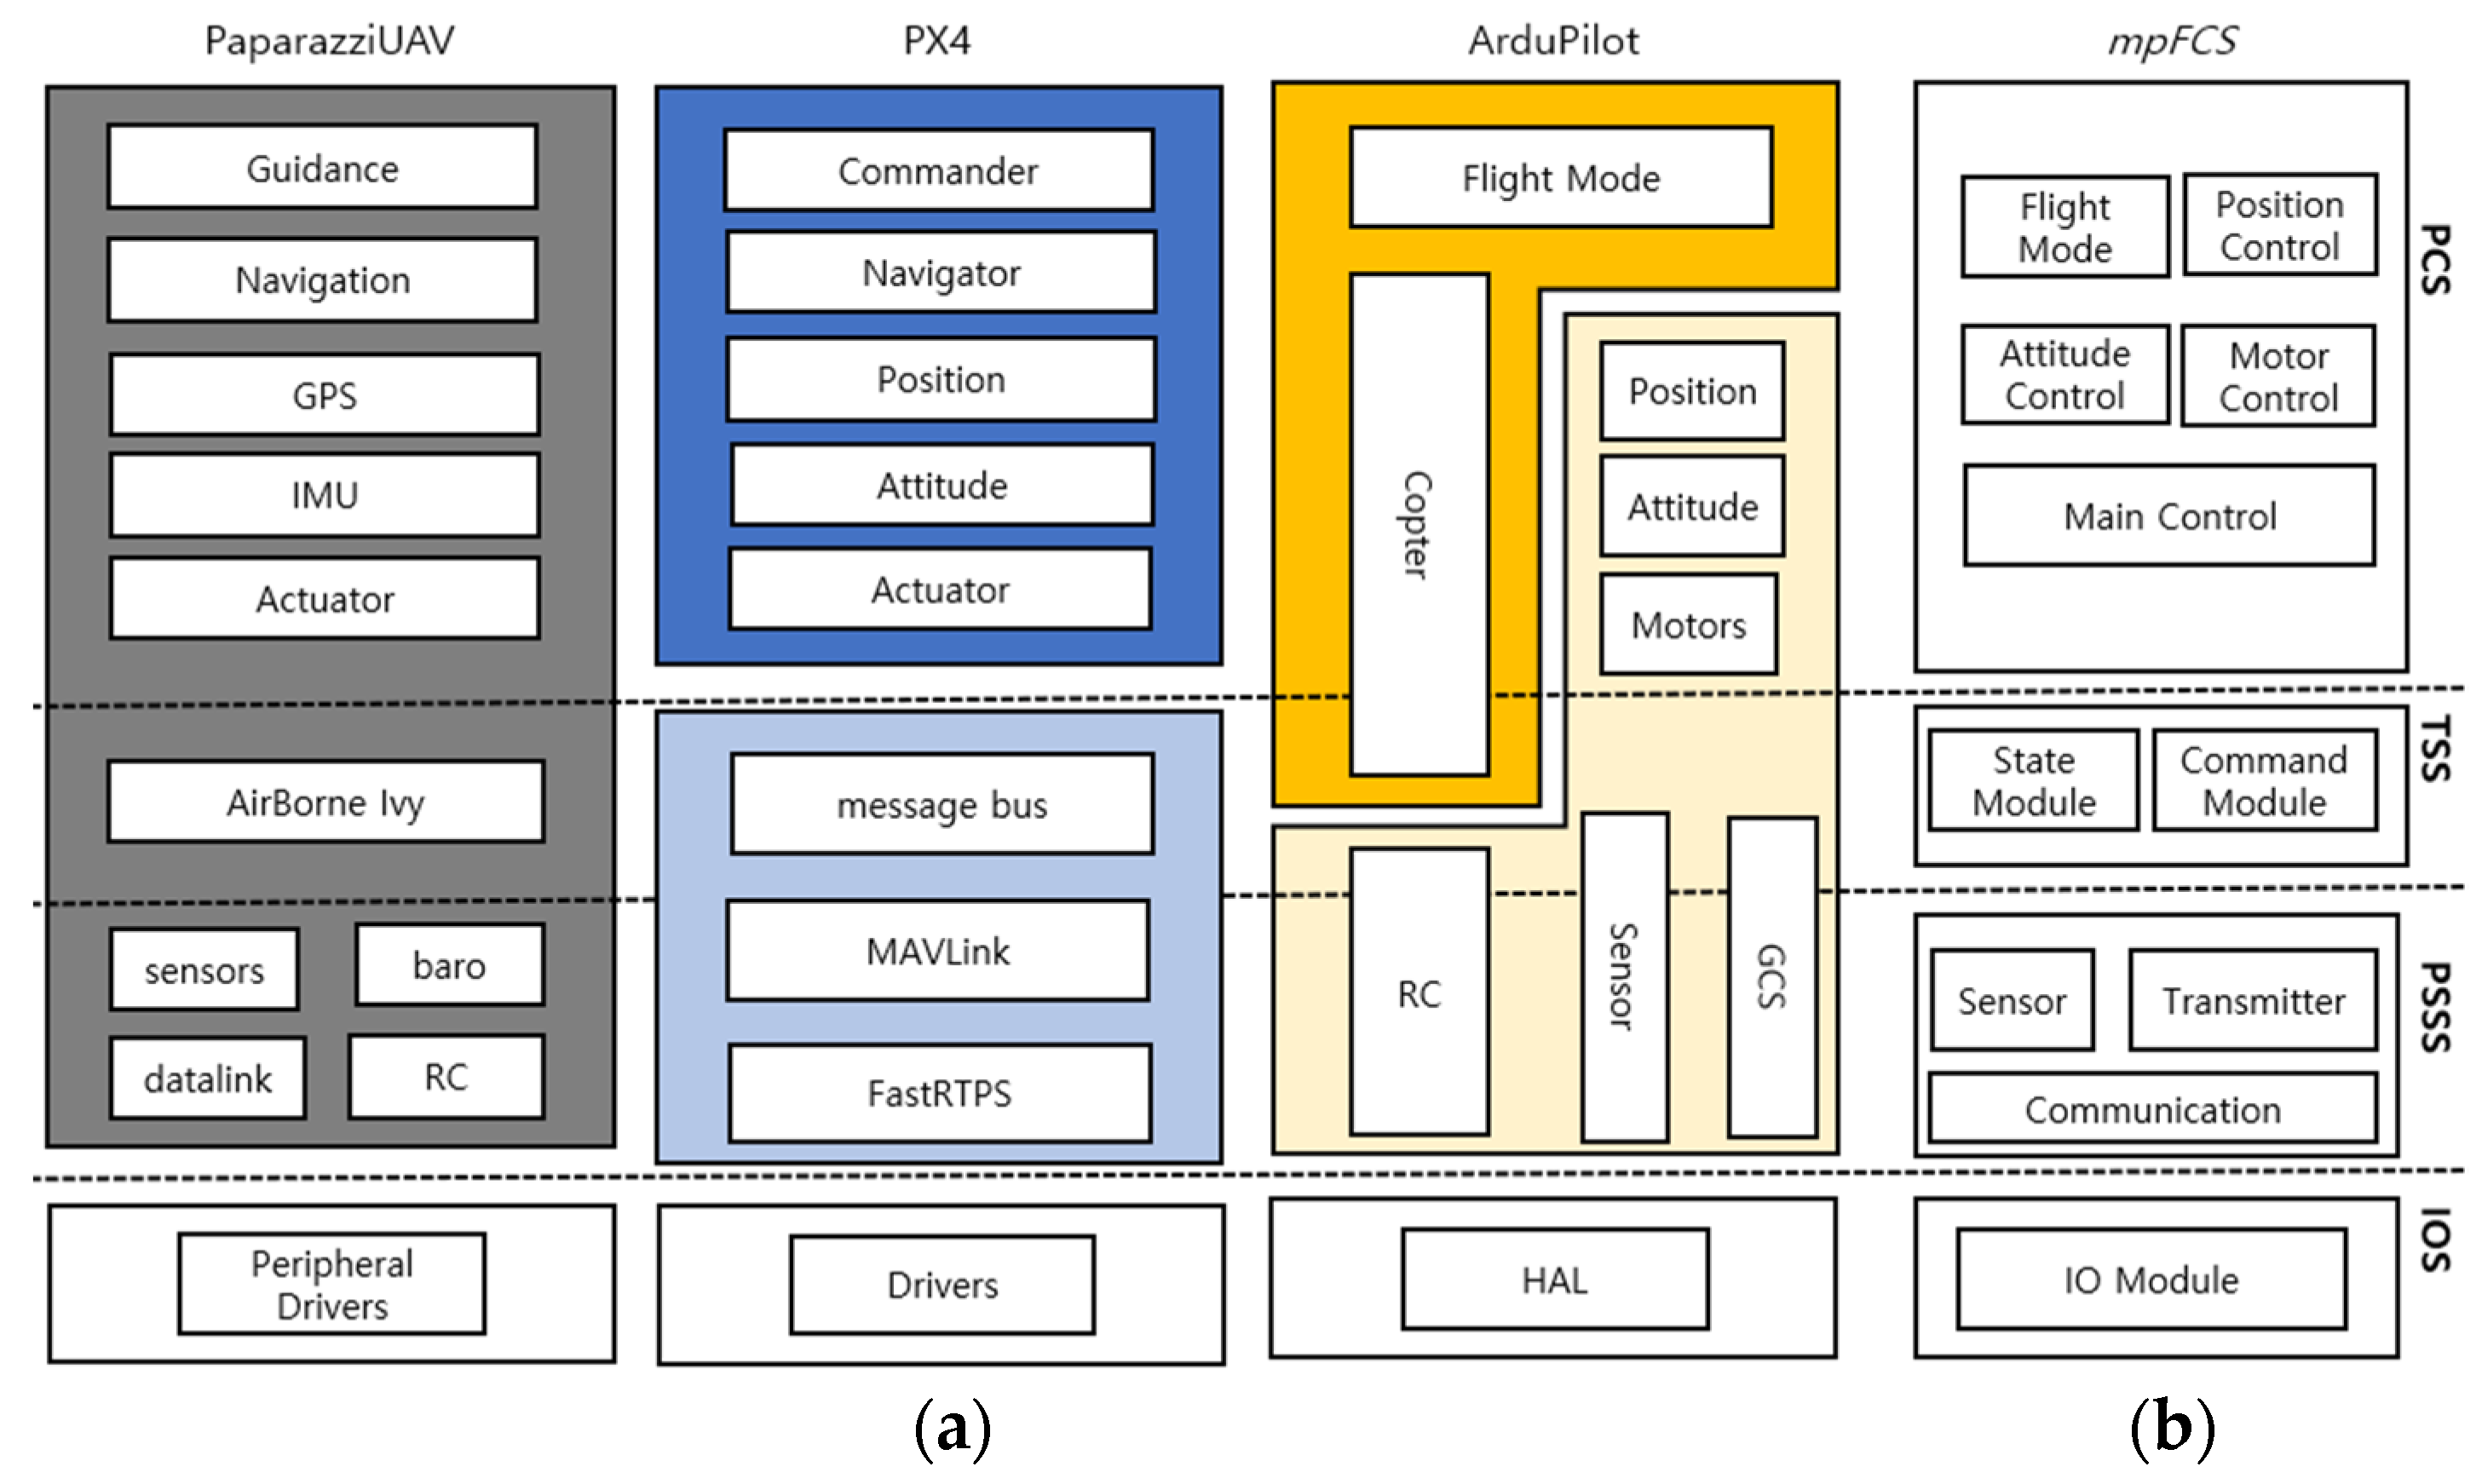 PaparazziUAV
Guidance
Navigation
GPS
IMU
Actuator
AirBorne Ivy
sensors
baro
datalink
RC
Peripheral
Drivers
PX4
Commander
Navigator
Position
Attitude
Actuator
message bus
MAVLink
FastRTPS
Drivers
ArduPilot
Flight Mode
Copter
Position
Attitude
Motors
RC
Sensor
GCS
HAL
mpFCS
Flight
Mode
Position
Control
Attitude
Control
Motor
Control
Main Control
State
Module
Command
Module
Sensor
Transmitter
Communication
IO Module
PCS
TSS
PSSS
IOS
(a)
(b)